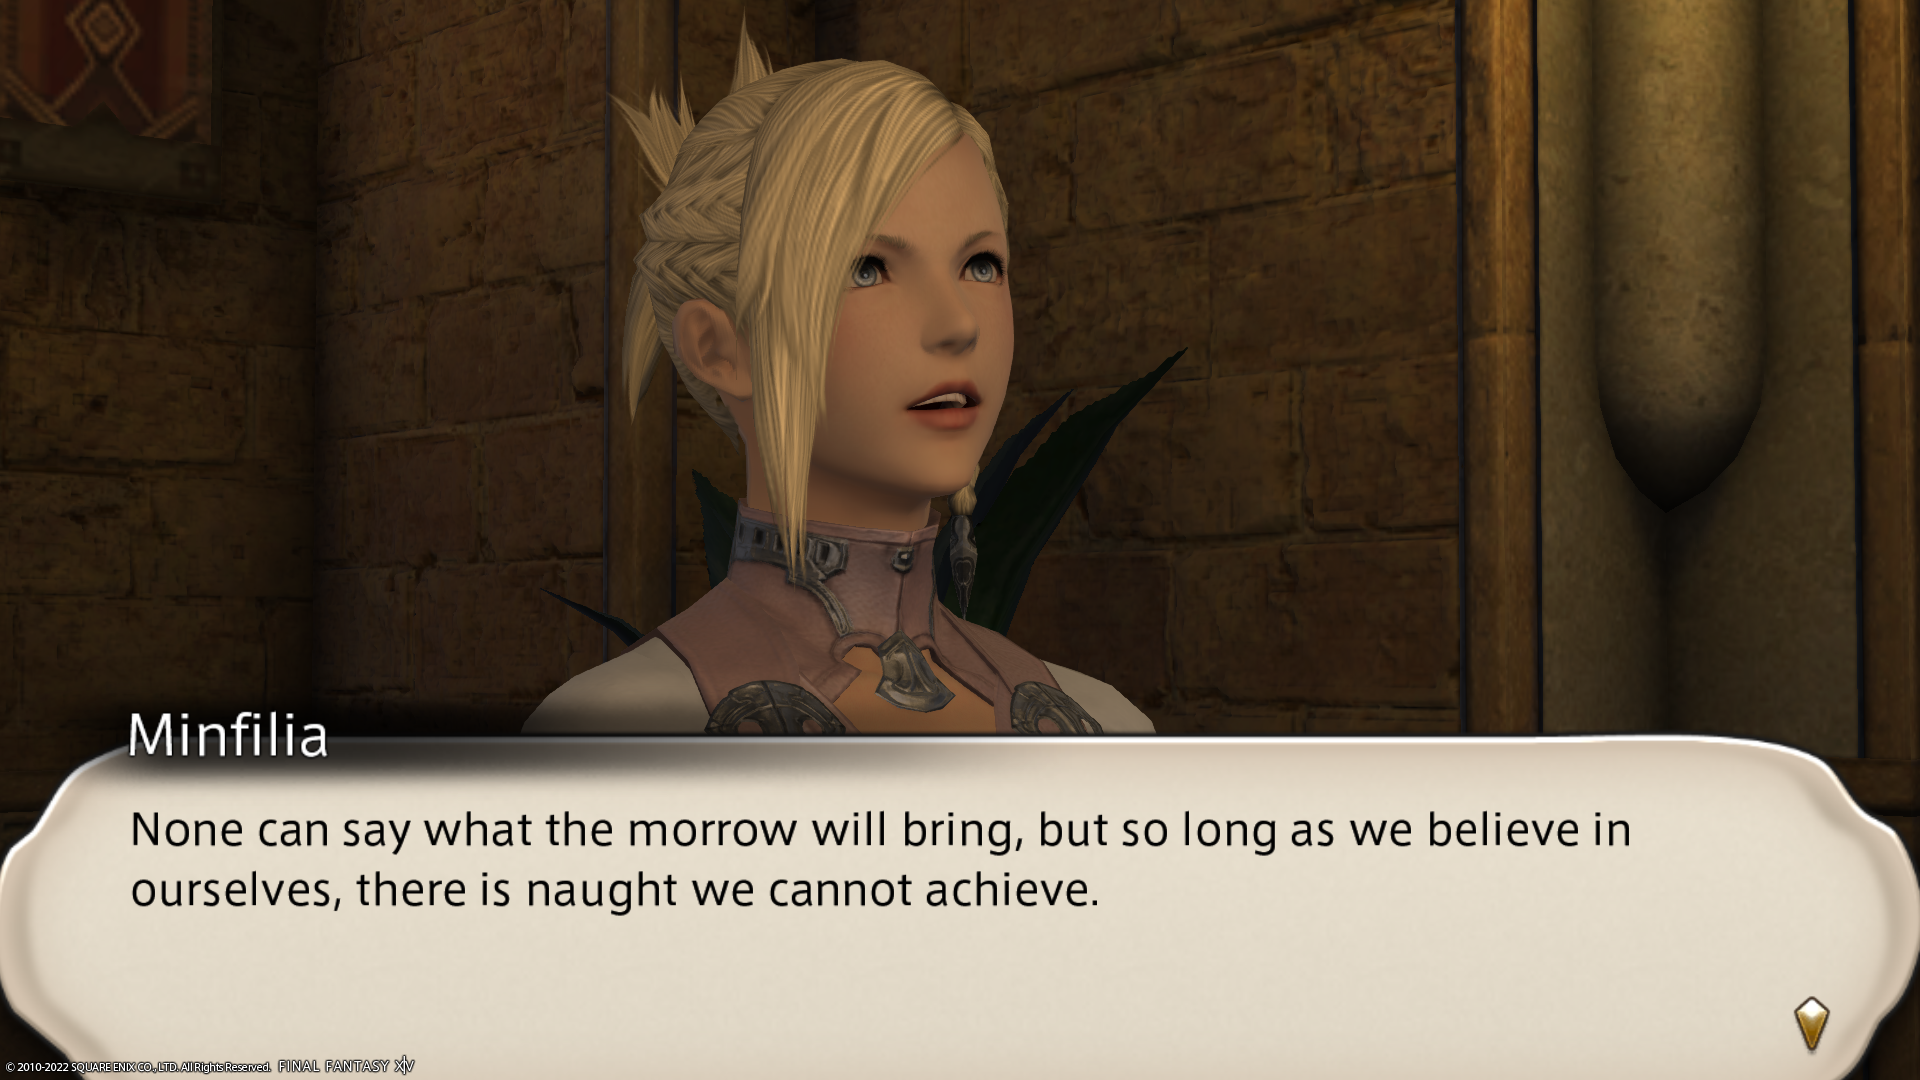 Minfilia
None can say what the morrow will bring, but so long as we believe in
ourselves, there is naught we cannot achieve.
© 2010-2022 SQUARE ENIX CO., LTD. All Rights Reserved. FINAL FANTASY XIV